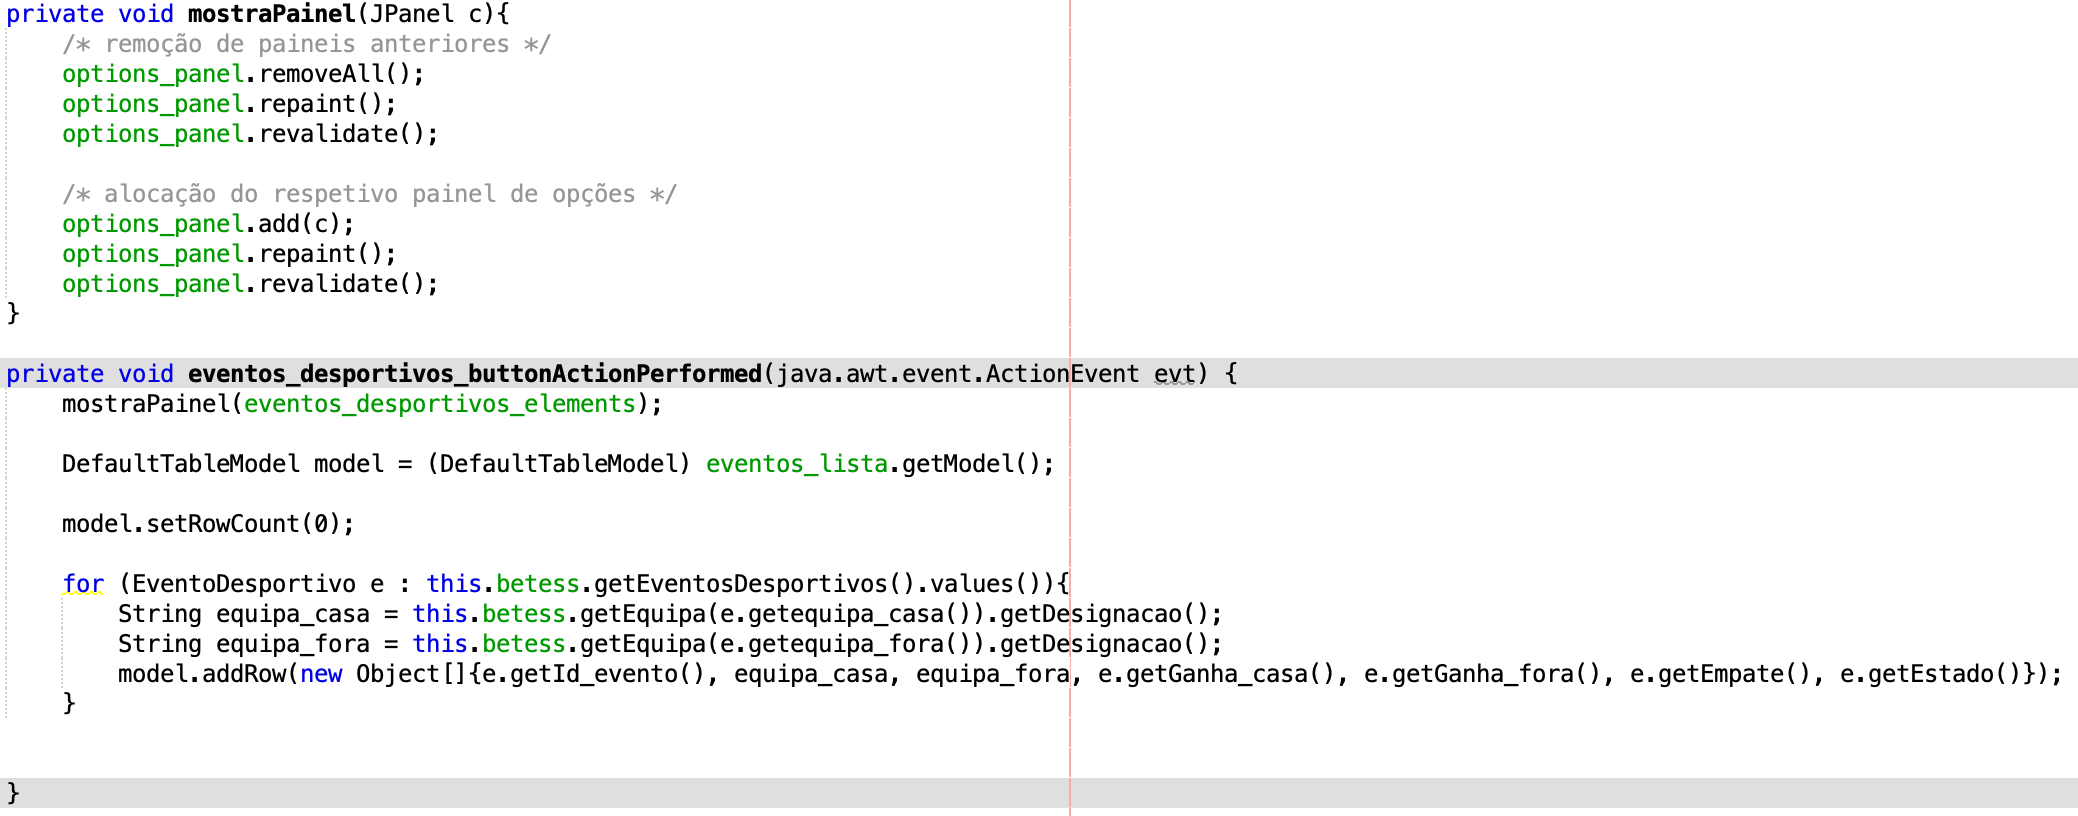 private void mostraPainel(JPanel c){
/* remoção de paineis anteriores */
options_panel.removeAll();
options_panel.repaint();
options_panel.revalidate();
/* alocação do respetivo painel de opções */
options_panel.add(c);
options_panel.repaint();
options_panel.revalidate();
}
private void eventos_desportivos_buttonActionPerformed(java.awt.event.ActionEvent evt) {
mostraPainel(eventos_desportivos_elements);
DefaultTableModel model = (DefaultTableModel) eventos_lista.getModel();
model.setRowCount(0);
for (EventoDesportivo e : this.betess.getEventosDesportivos().values()){
String equipa_casa = this.betess.getEquipa(e.getequipa_casa()).getDesignacao();
String equipa_fora = this.betess.getEquipa(e.getequipa_fora()).getDesignacao();
model.addRow(new Object[]{e.getId_evento(), equipa_casa, equipa_fora, e.getGanha_casa(), e.getGanha_fora(), e.getEmpate(), e.getEstado()});
}
}